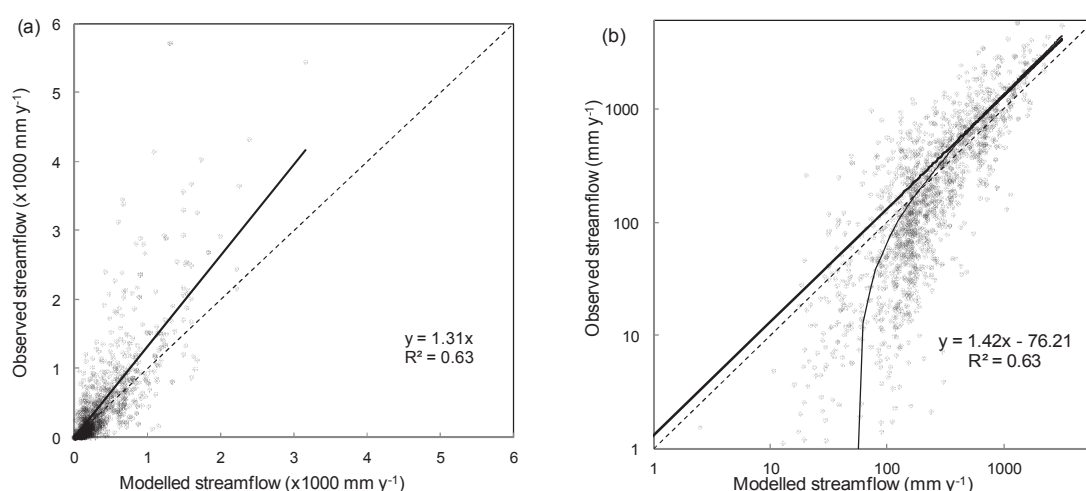 (a)
6
5
4
3
2
1
0
Observed streamflow (x1000 mm y⁻¹)
y = 1.31x
R² = 0.63
0 1 2 3 4 5 6
Modelled streamflow (x1000 mm y⁻¹)
(b)
1000
100
10
1
Observed streamflow (mm y⁻¹)
y = 1.42x - 76.21
R² = 0.63
1 10 100 1000
Modelled streamflow (mm y⁻¹)